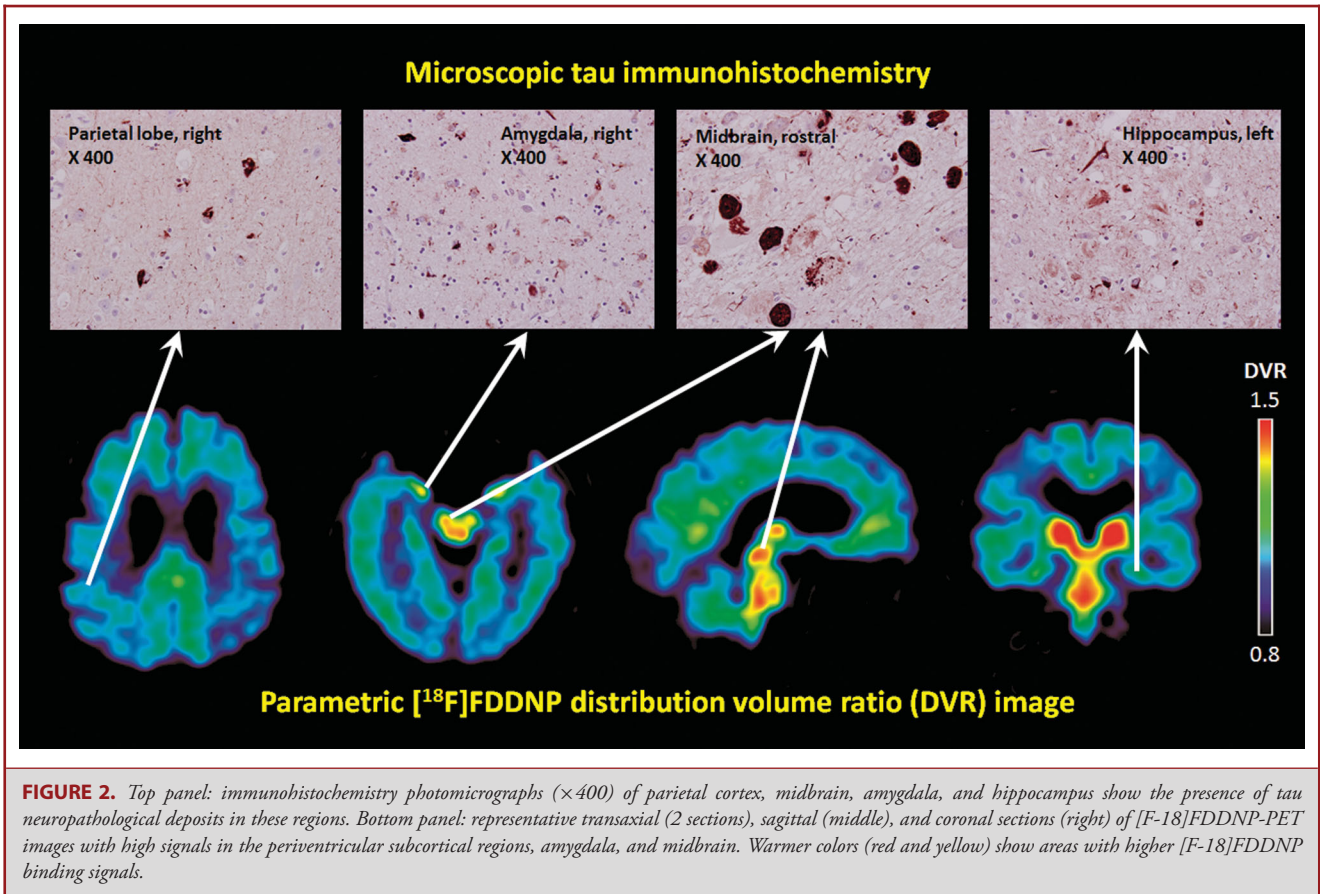 Microscopic tau immunohistochemistry
Parietal lobe, right
X 400
Amygdala, right
X 400
Midbrain, rostral
X 400
Hippocampus, left
X 400
DVR
1.5
0.8
Parametric [¹⁸F]FDDNP distribution volume ratio (DVR) image
FIGURE 2. Top panel: immunohistochemistry photomicrographs (×400) of parietal cortex, midbrain, amygdala, and hippocampus show the presence of tau
neuropathological deposits in these regions. Bottom panel: representative transaxial (2 sections), sagittal (middle), and coronal sections (right) of [F-18]FDDNP-PET
images with high signals in the periventricular subcortical regions, amygdala, and midbrain. Warmer colors (red and yellow) show areas with higher [F-18]FDDNP
binding signals.